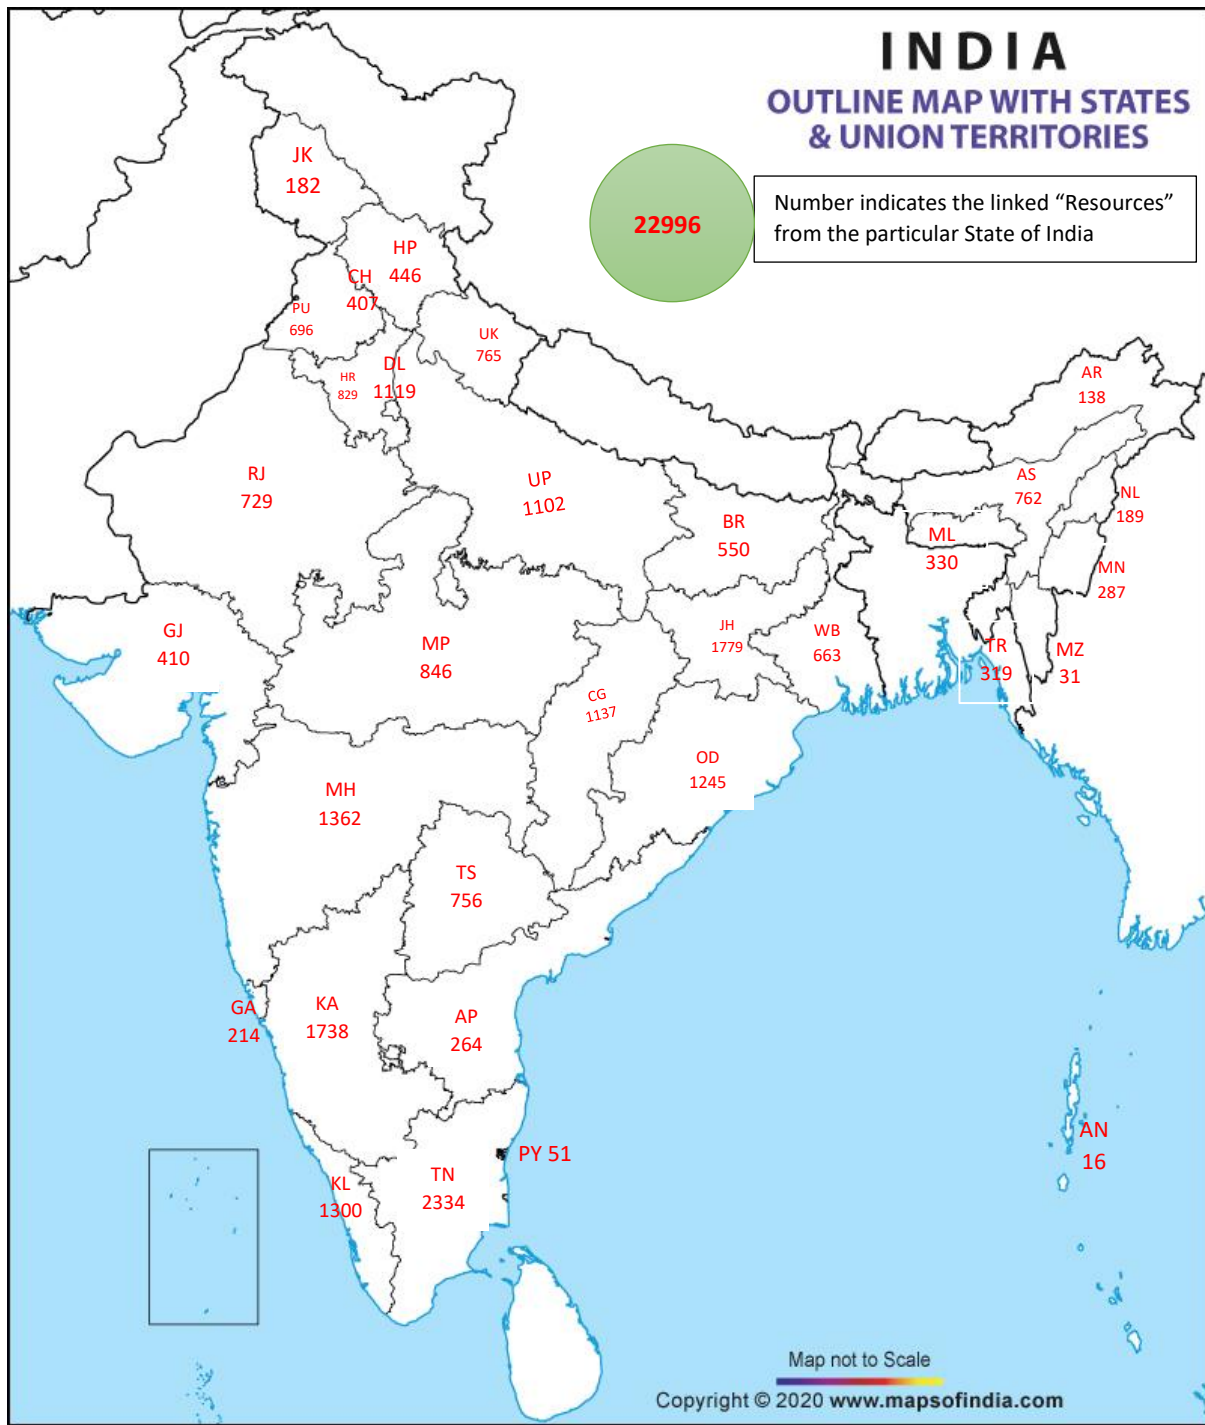 INDIA
OUTLINE MAP WITH STATES
& UNION TERRITORIES
22996
Number indicates the linked “Resources”
from the particular State of India
JK
182
HP
446
CH
407
PU
696
UK
765
DL
1119
HR
829
AR
138
RJ
729
UP
1102
AS
762
NL
189
BR
550
ML
330
MN
287
GJ
410
MP
846
JH
1779
WB
663
TR
319
MZ
31
CG
1137
OD
1245
MH
1362
TS
756
GA
214
KA
1738
AP
264
PY 51
AN
16
KL
1300
TN
2334
Map not to Scale
Copyright © 2020 www.mapsofindia.com